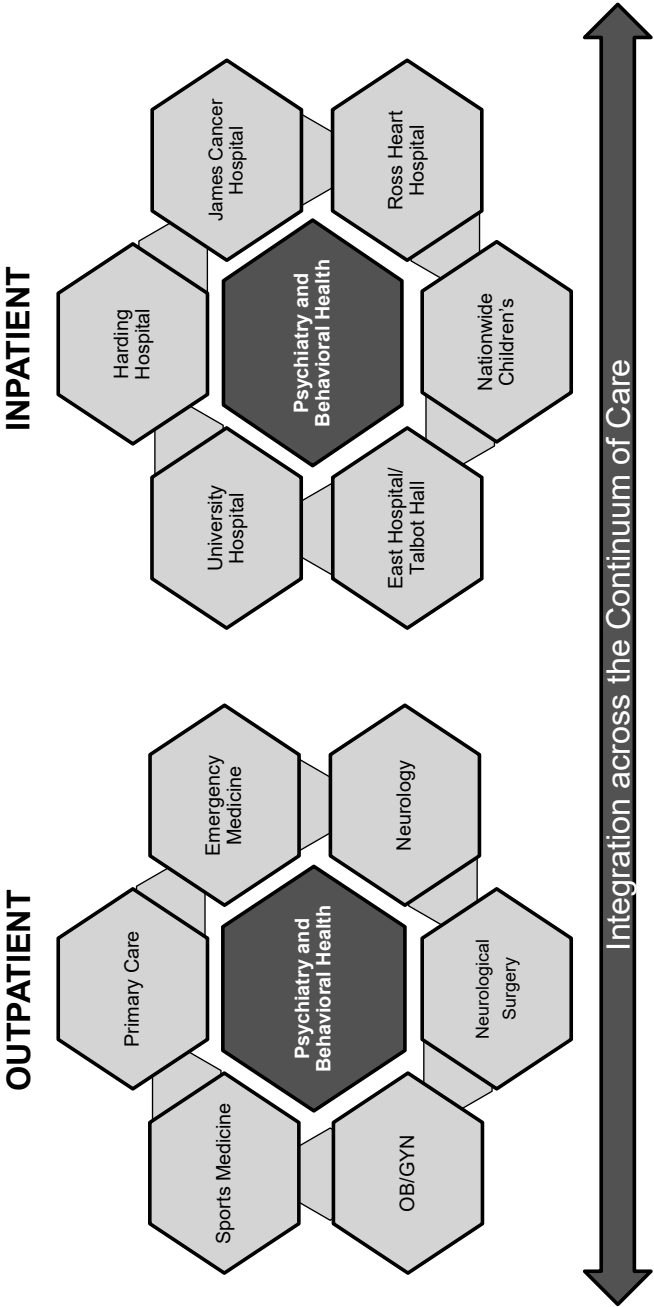 OUTPATIENT
Primary Care
Sports Medicine
Emergency
Medicine
Psychiatry and
Behavioral Health
OB/GYN
Neurology
Neurological
Surgery
INPATIENT
Harding
Hospital
University
Hospital
James Cancer
Hospital
Psychiatry and
Behavioral Health
East Hospital/
Talbot Hall
Ross Heart
Hospital
Nationwide
Children’s
Integration across the Continuum of Care